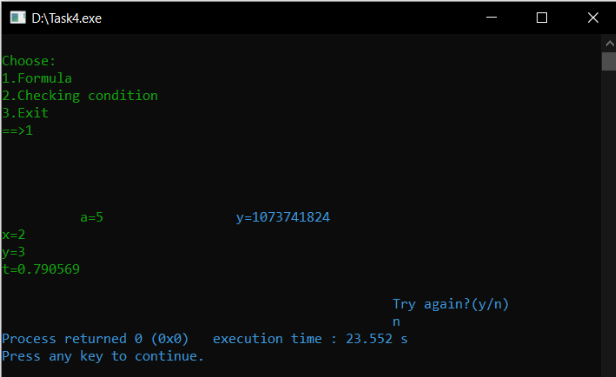 D:\Task4.exe
Choose:
1.Formula
2.Checking condition
3.Exit
==>1
a=5 y=1073741824
x=2
y=3
t=0.790569
Try again?(y/n)
n
Process returned 0 (0x0) execution time : 23.552 s
Press any key to continue.